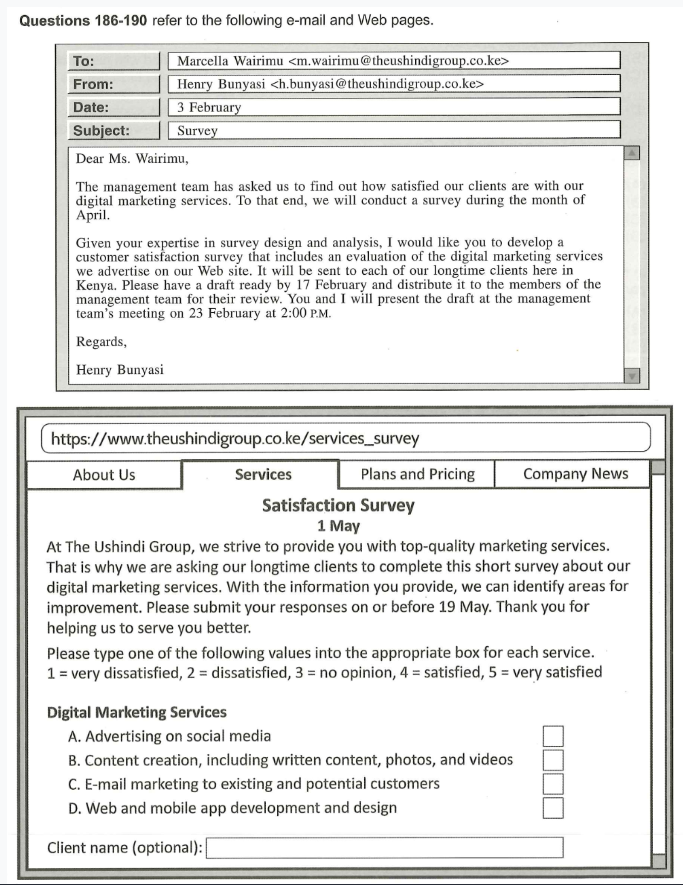 Questions 186-190 refer to the following e-mail and Web pages.
To: Marcella Wairimu <m.wairimu@theushindigroup.co.ke>
From: Henry Bunyasi <h.bunyasi@theushindigroup.co.ke>
Date: 3 February
Subject: Survey
Dear Ms. Wairimu,
The management team has asked us to find out how satisfied our clients are with our
digital marketing services. To that end, we will conduct a survey during the month of
April.
Given your expertise in survey design and analysis, I would like you to develop a
customer satisfaction survey that includes an evaluation of the digital marketing services
we advertise on our Web site. It will be sent to each of our longtime clients here in
Kenya. Please have a draft ready by 17 February and distribute it to the members of the
management team for their review. You and I will present the draft at the management
team's meeting on 23 February at 2:00 P.M.
Regards,
Henry Bunyasi
https://www.theushindigroup.co.ke/services_survey
About Us Services Plans and Pricing Company News
Satisfaction Survey
1 May
At The Ushindi Group, we strive to provide you with top-quality marketing services.
That is why we are asking our longtime clients to complete this short survey about our
digital marketing services. With the information you provide, we can identify areas for
improvement. Please submit your responses on or before 19 May. Thank you for
helping us to serve you better.
Please type one of the following values into the appropriate box for each service.
1 = very dissatisfied, 2 = dissatisfied, 3 = no opinion, 4 = satisfied, 5 = very satisfied
Digital Marketing Services
A. Advertising on social media
B. Content creation, including written content, photos, and videos
C. E-mail marketing to existing and potential customers
D. Web and mobile app development and design
Client name (optional):